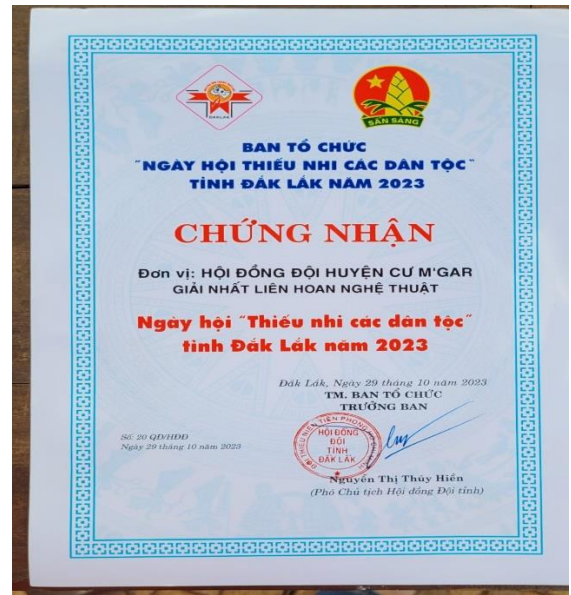 DAKLAK
SẴN SÀNG
BAN TỔ CHỨC
"NGÀY HỘI THIẾU NHI CÁC DÂN TỘC"
TỈNH ĐẮK LẮK NĂM 2023
CHỨNG NHẬN
Đơn vị: HỘI ĐỒNG ĐỘI HUYỆN CƯ M'GAR
GIẢI NHẤT LIÊN HOAN NGHỆ THUẬT
Ngày hội "Thiếu nhi các dân tộc"
tỉnh Đắk Lắk năm 2023
Đắk Lắk, Ngày 29 tháng 10 năm 2023
TM. BAN TỔ CHỨC
TRƯỞNG BAN
Số: 20 QĐ/HĐĐ
Ngày 29 tháng 10 năm 2023
HỘI ĐỒNG
ĐỘI
TỈNH
ĐẮK LẮK
Nguyễn Thị Thúy Hiền
(Phó Chủ tịch Hội đồng Đội tỉnh)